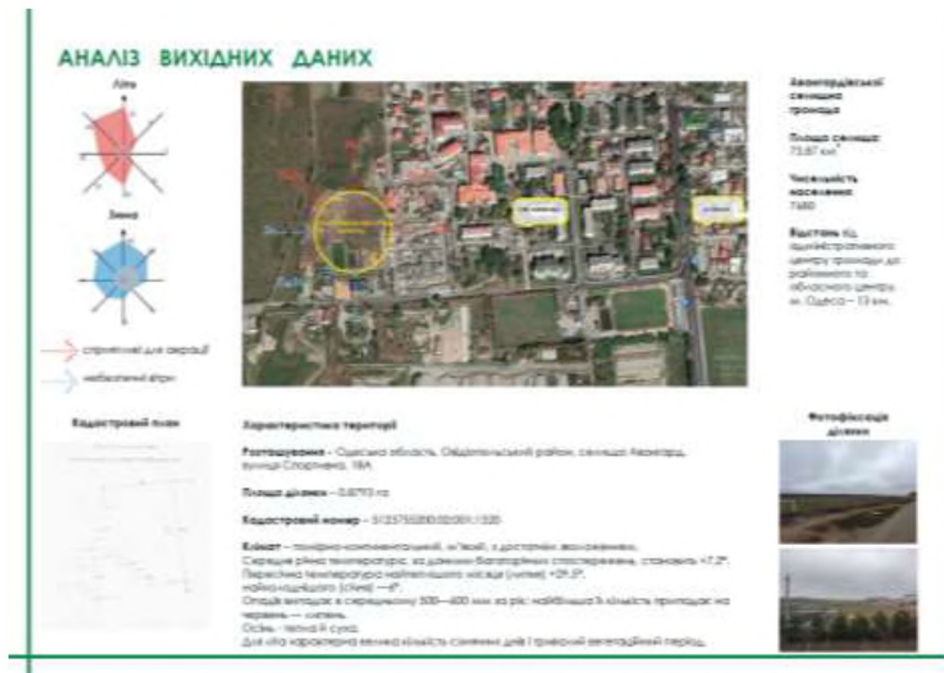 АНАЛІЗ ВИХІДНИХ ДАНИХ
Літо
Зима
сприятливі для аерації
небезпечні вітри
Авангардівської
селищна
громада
Площа селища:
73,87 км²
Чисельність
населення:
7680
Відстань від
адміністративного
центру громади до
районного та
обласного центру
м. Одеса – 13 км.
Кадастровий план
Характеристика території
Розташування – Одеська область, Овідіопольський район, селище Авангард,
вулиця Спортивна, 18А
Площа ділянки – 0,8793 га
Кадастровий номер –
Клімат – помірно-континентальний, м'який, з достатнім зволоженням.
Середня річна температура, за даними багаторічних спостережень, становить +7,2°.
Пересічна температура найтеплішого місяця (липня)
найхолоднішого (січня) —
Опадів випадає в середньому 500—600 мм за рік; найбільша їх кількість припадає на
червень — липень.
Осінь - тепла й суха.
Для літа характерна велика кількість сонячних днів і тривалий вегетаційний період.
Фотофіксація
ділянки